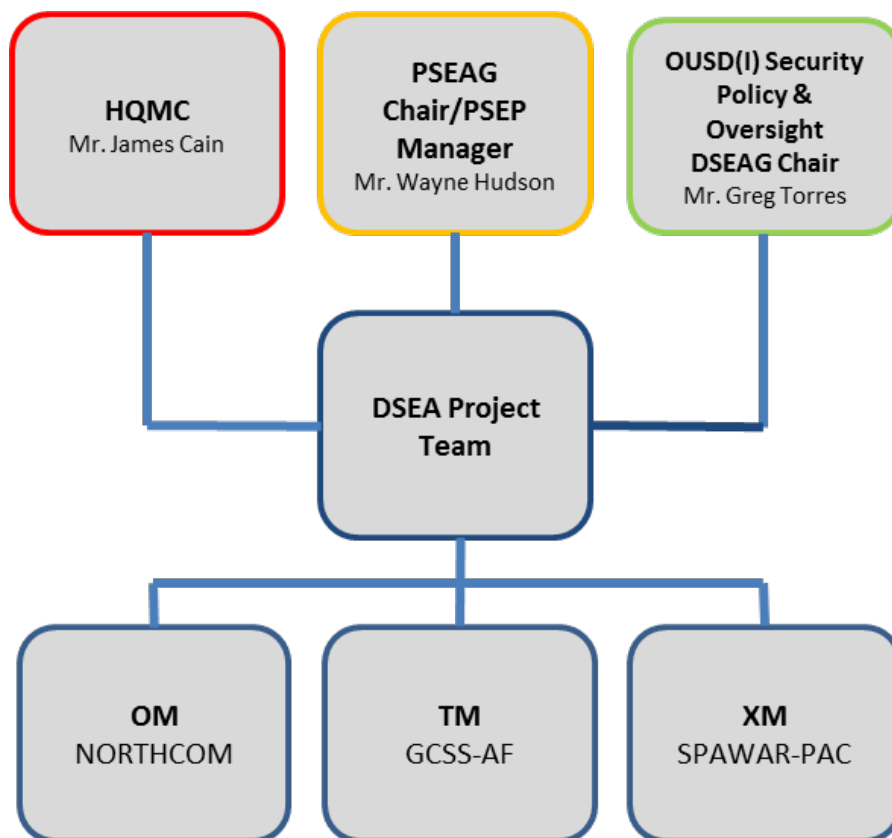 HQMC
Mr. James Cain
PSEAG
Chair/PSEP
Manager
Mr. Wayne Hudson
OUSD(I) Security
Policy &
Oversight
DSEAG Chair
Mr. Greg Torres
DSEA Project
Team
OM
NORTHCOM
TM
GCSS-AF
XM
SPAWAR-PAC